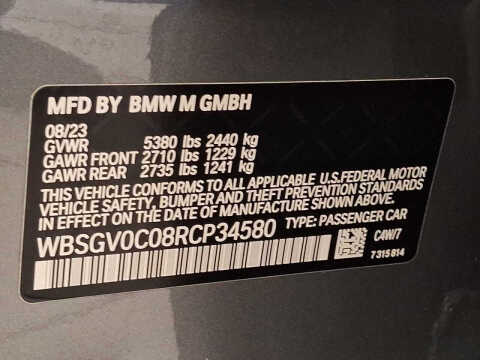 MFD BY BMW M GMBH
08/23
GVWR 5380 lbs 2440 kg
GAWR FRONT 2710 lbs 1229 kg
GAWR REAR 2735 lbs 1241 kg
THIS VEHICLE CONFORMS TO ALL APPLICABLE U.S.FEDERAL MOTOR
VEHICLE SAFETY, BUMPER AND THEFT PREVENTION STANDARDS
IN EFFECT ON THE DATE OF MANUFACTURE SHOWN ABOVE.
WBSGV0C08RCP34580 TYPE: PASSENGER CAR
C4W/7
7315814